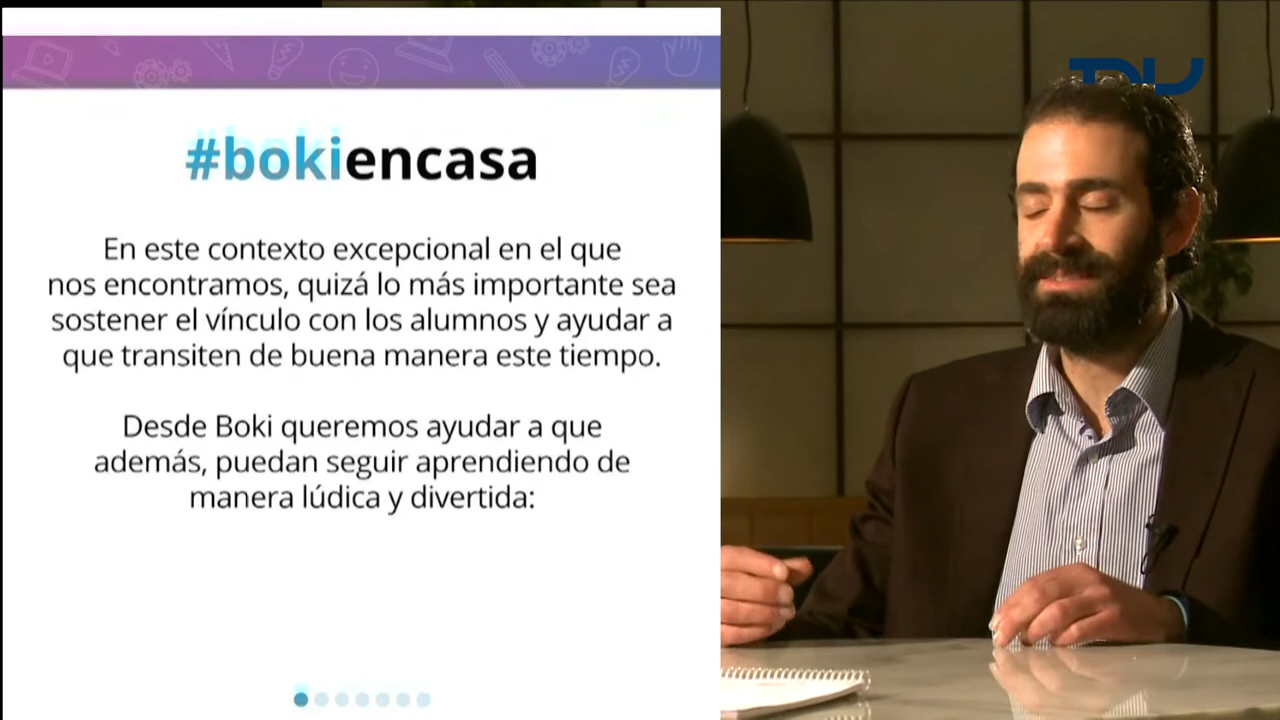 #bokiencasa
En este contexto excepcional en el que
nos encontramos, quizá lo más importante sea
sostener el vínculo con los alumnos y ayudar a
que transiten de buena manera este tiempo.
Desde Boki queremos ayudar a que
además, puedan seguir aprendiendo de
manera lúdica y divertida: